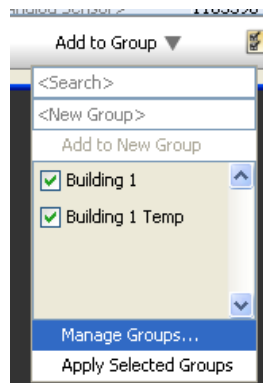 Add to Group ▼
<Search>
<New Group>
Add to New Group
Building 1
Building 1 Temp
Manage Groups...
Apply Selected Groups